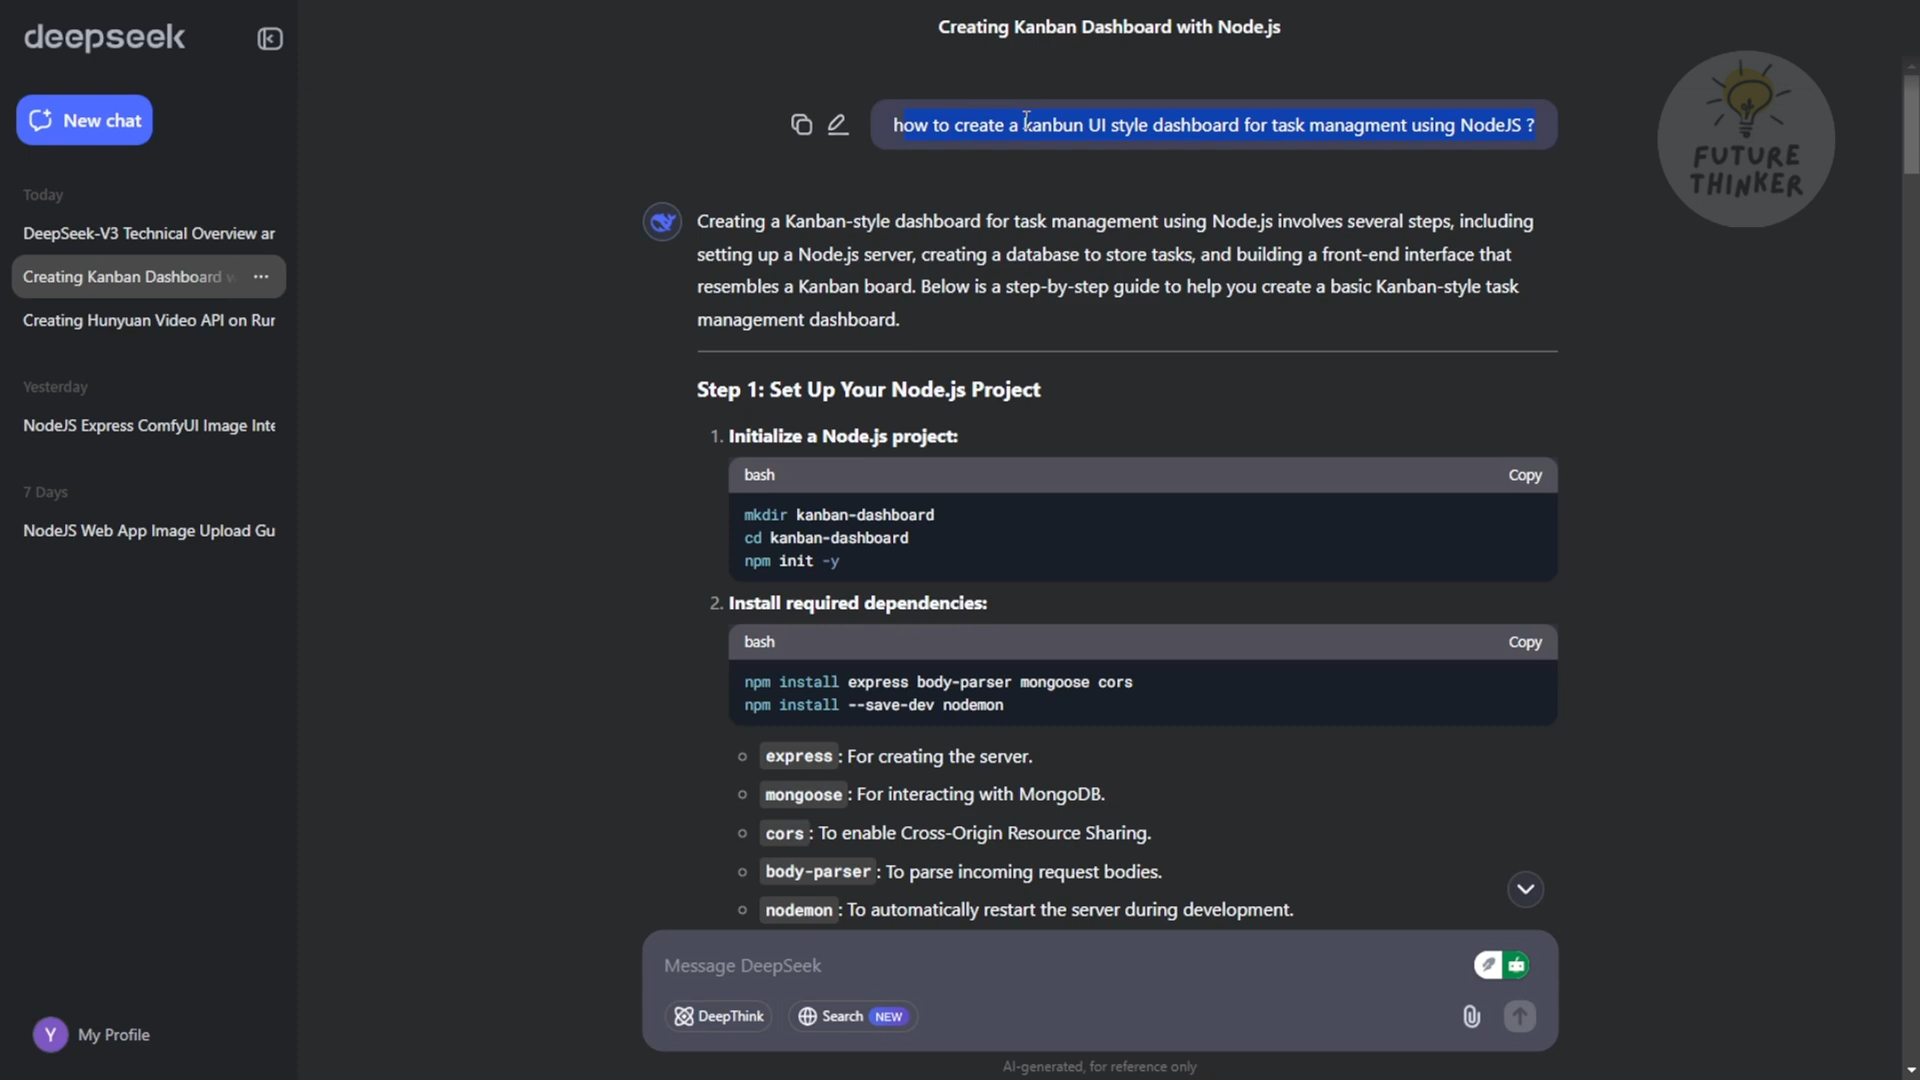 deepseek
New chat
Today
DeepSeek-V3 Technical Overview ar
Creating Kanban Dashboard w
Creating Hunyuan Video API on Rur
Yesterday
NodeJS Express ComfyUI Image Inte
7 Days
NodeJS Web App Image Upload Gu
Y My Profile
Creating Kanban Dashboard with Node.js
how to create a kanbun UI style dashboard for task managment using NodeJS ?
FUTURE
THINKER
Creating a Kanban-style dashboard for task management using Node.js involves several steps, including
setting up a Node.js server, creating a database to store tasks, and building a front-end interface that
resembles a Kanban board. Below is a step-by-step guide to help you create a basic Kanban-style task
management dashboard.
Step 1: Set Up Your Node.js Project
1. Initialize a Node.js project:
bash Copy
mkdir kanban-dashboard
cd kanban-dashboard
npm init -y
2. Install required dependencies:
bash Copy
npm install express body-parser mongoose cors
npm install --save-dev nodemon
express : For creating the server.
mongoose : For interacting with MongoDB.
cors : To enable Cross-Origin Resource Sharing.
body-parser : To parse incoming request bodies.
nodemon : To automatically restart the server during development.
Message DeepSeek
DeepThink Search NEW
AI-generated, for reference only